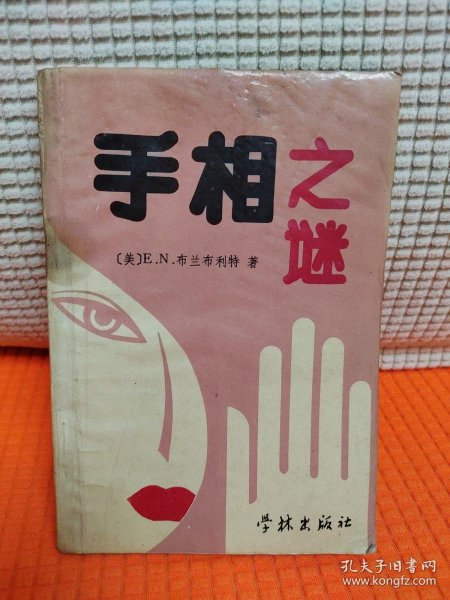 手相之谜
〔美〕E.N.布兰布利特 著
学林出版社
孔夫子旧书网
www.kongfz.com